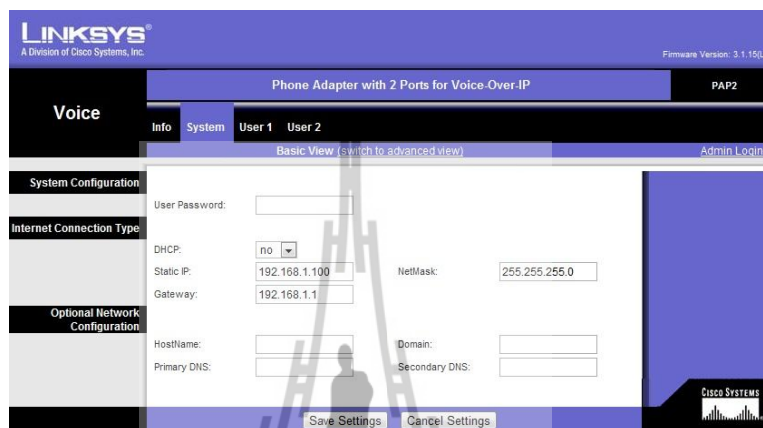 LINKSYS®
A Division of Cisco Systems, Inc.
Firmware Version: 3.1.15(L
Phone Adapter with 2 Ports for Voice-Over-IP PAP2
Voice
Info System User 1 User 2
Basic View (switch to advanced view) Admin Login
System Configuration
User Password:
Internet Connection Type
DHCP: no
Static IP: 192.168.1.100 NetMask: 255.255.255.0
Gateway: 192.168.1.1
Optional Network
Configuration
HostName: Domain:
Primary DNS: Secondary DNS:
CISCO SYSTEMS
Save Settings Cancel Settings